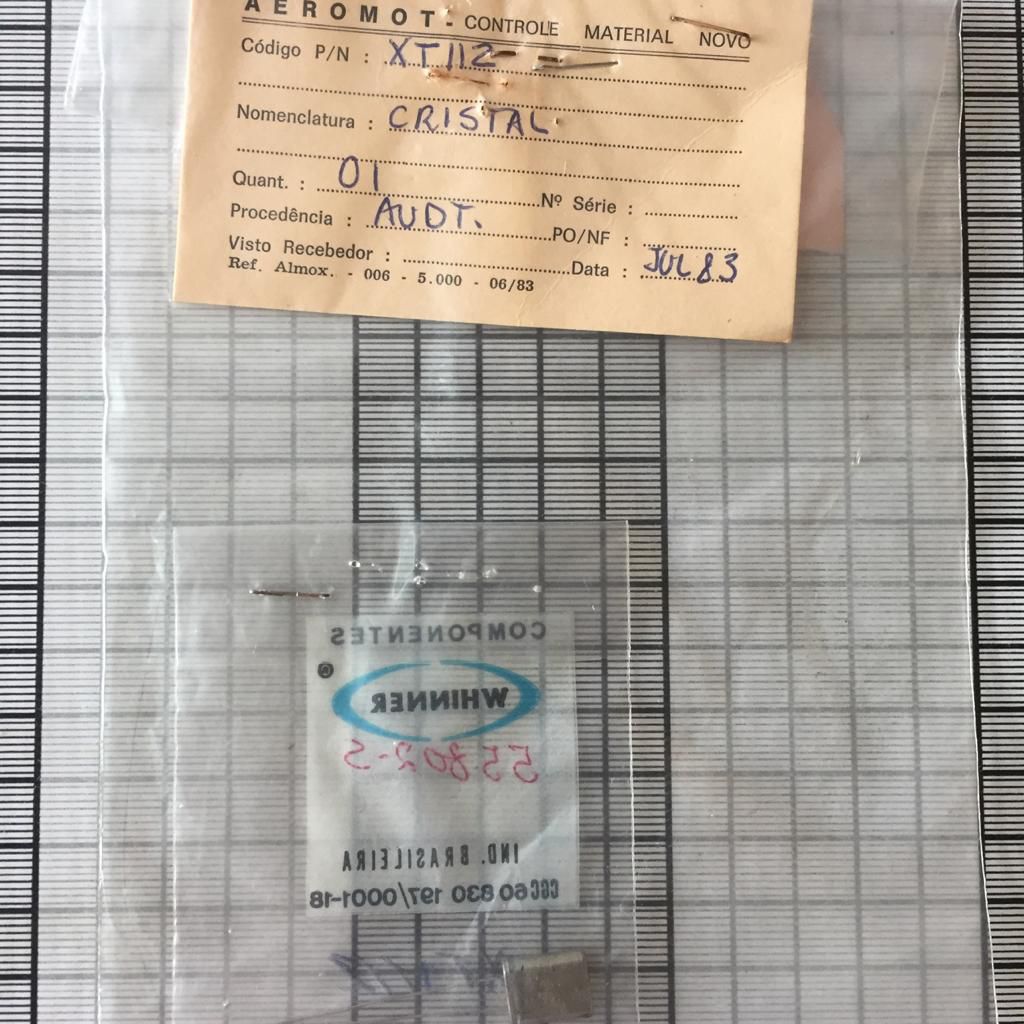 AEROMOT - CONTROLE MATERIAL NOVO
Código P/N : XT112
Nomenclatura : CRISTAL
Quant. : 01 Nº Série :
Procedência : AUDT. PO/NF :
Visto Recebedor : Data : JUL 83
Ref. Almox. - 006 - 5.000 - 06/83
COMPONENTES
WHINNER
®
55802-S
IND. BRASILEIRA
CGC 60 830 197/0001-18